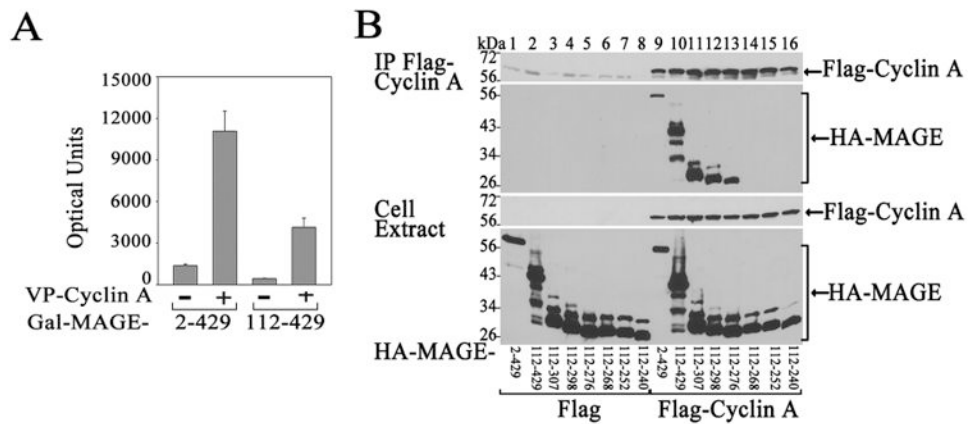 A
15000
12000
9000
6000
3000
0
Optical Units
VP-Cyclin A - + - +
Gal-MAGE- 2-429 112-429
B
kDa 1 2 3 4 5 6 7 8 9 10 11 12 13 14 15 16
IP Flag-
Cyclin A
72
56
←Flag-Cyclin A
56
43
34
26
←HA-MAGE
Cell
Extract
72
56
←Flag-Cyclin A
56
43
34
26
←HA-MAGE
HA-MAGE- 2-429 112-429 112-307 112-298 112-276 112-268 112-252 112-240 2-429 112-429 112-307 112-298 112-276 112-268 112-252 112-240
Flag Flag-Cyclin A